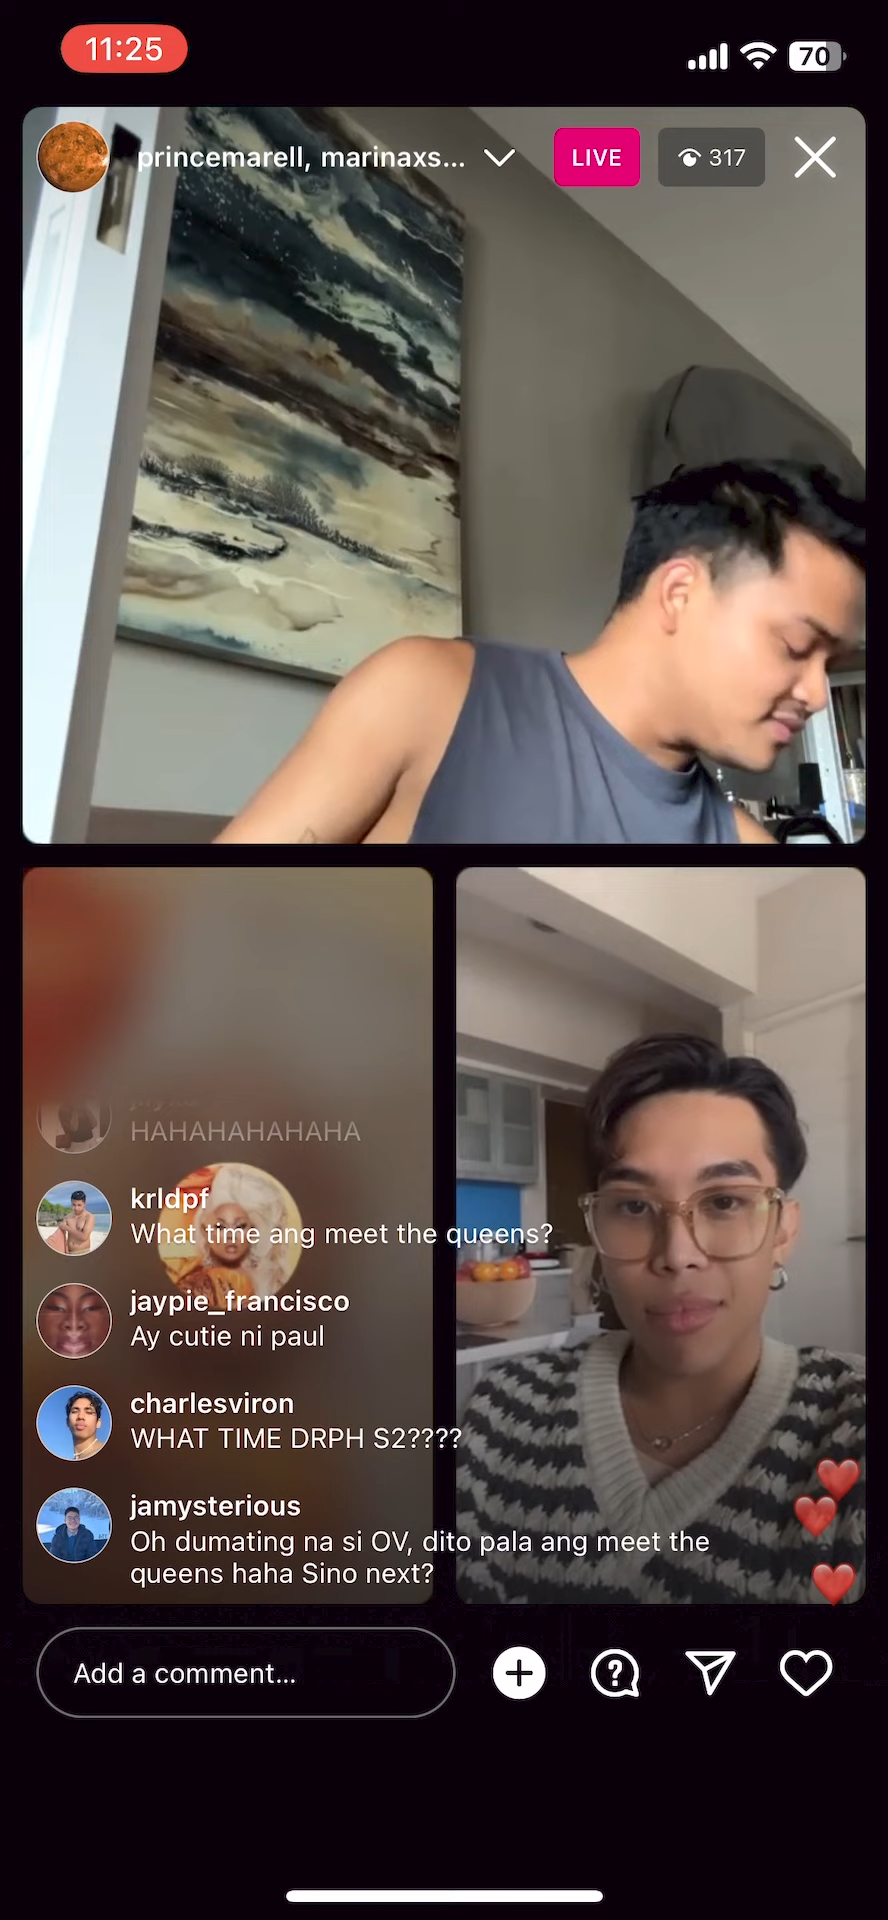 11:25
70
princemarell, marinaxs...
LIVE
317
HAHAHAHAHAHA
krldpf
What time ang meet the queens?
jaypie_francisco
Ay cutie ni paul
charlesviron
WHAT TIME DRPH S2????
jamysterious
Oh dumating na si OV, dito pala ang meet the
queens haha Sino next?
Add a comment...